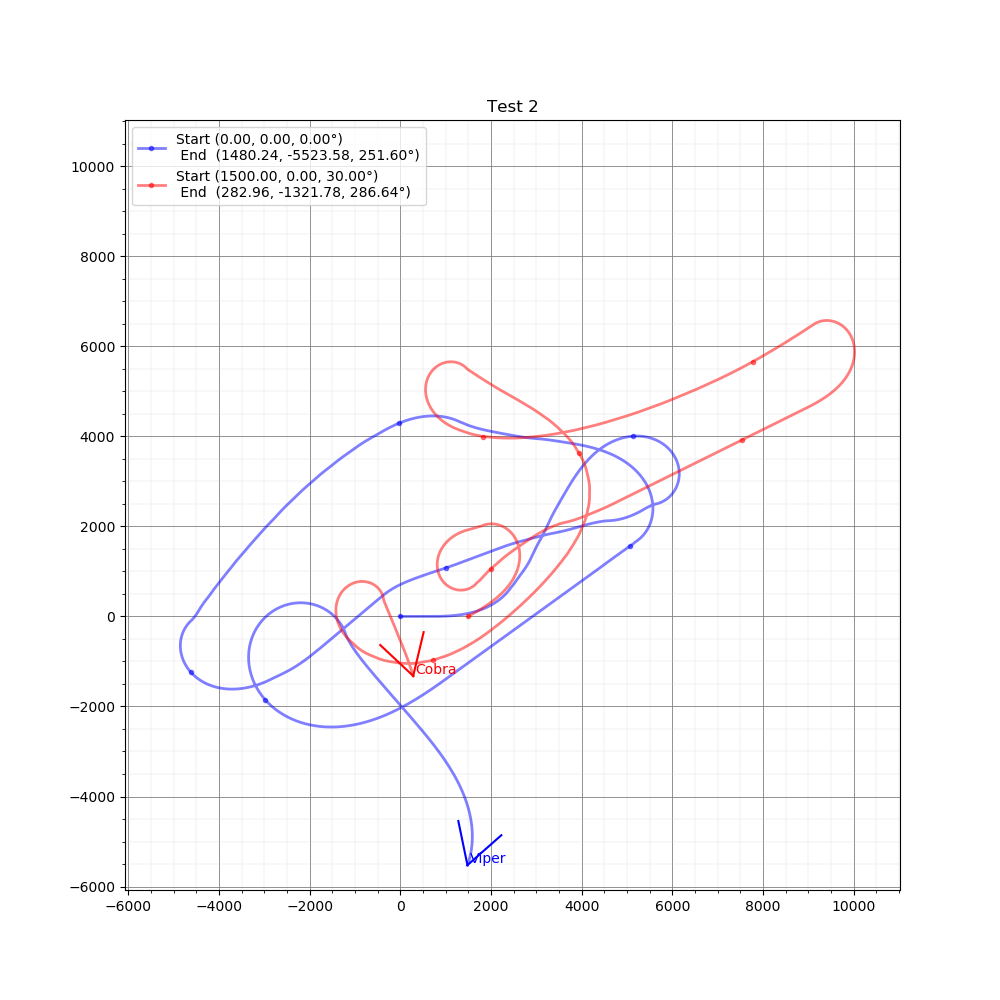 Test 2
Start (0.00, 0.00, 0.00°)
End (1480.24, -5523.58, 251.60°)
Start (1500.00, 0.00, 30.00°)
End (282.96, -1321.78, 286.64°)
10000
8000
6000
4000
2000
0
−2000
−4000
−6000
Cobra
Viper
−6000 −4000 −2000 0 2000 4000 6000 8000 10000